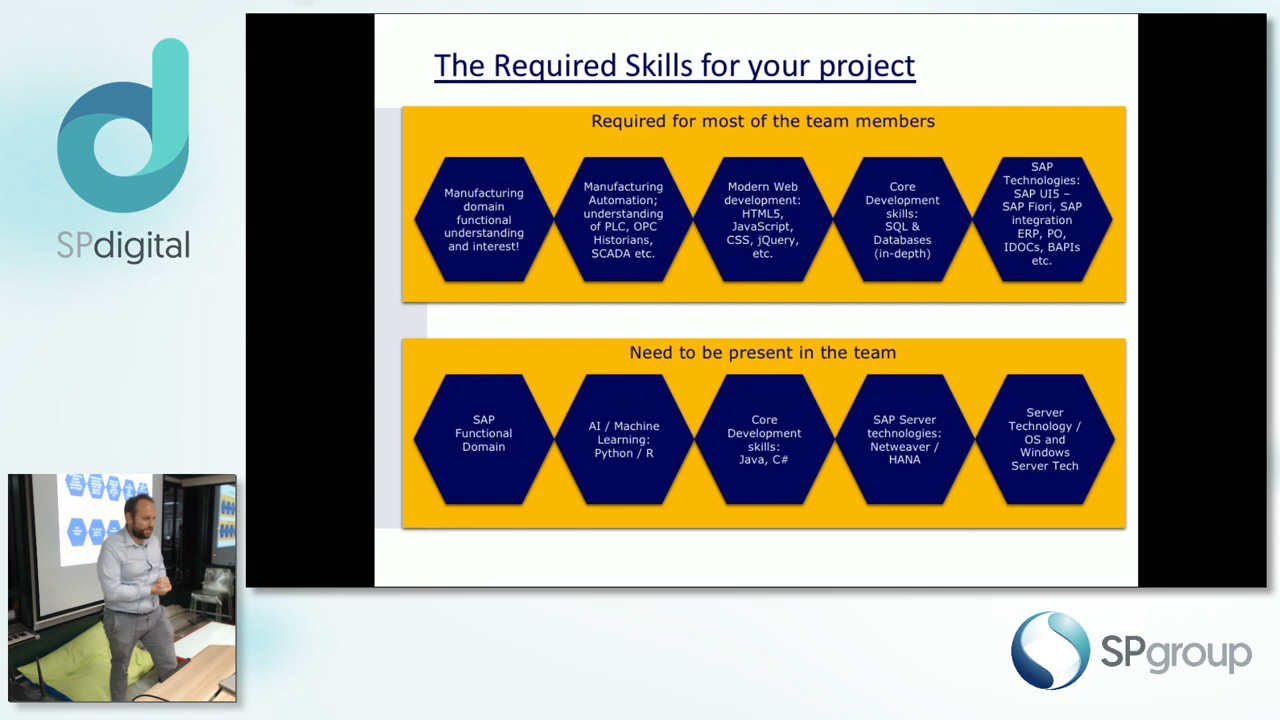 SPdigital
The Required Skills for your project
Required for most of the team members
Manufacturing
domain
functional
understanding
and interest!
Manufacturing
Automation;
understanding
of PLC, OPC
Historians,
SCADA etc.
Modern Web
development:
HTML5,
JavaScript,
CSS, jQuery,
etc.
Core
Development
skills:
SQL &
Databases
(in-depth)
SAP
Technologies:
SAP UI5 –
SAP Fiori, SAP
integration
ERP, PO,
IDOCs, BAPIs
etc.
Need to be present in the team
SAP
Functional
Domain
AI / Machine
Learning:
Python / R
Core
Development
skills:
Java, C#
SAP Server
technologies:
Netweaver /
HANA
Server
Technology /
OS and
Windows
Server Tech
SPgroup